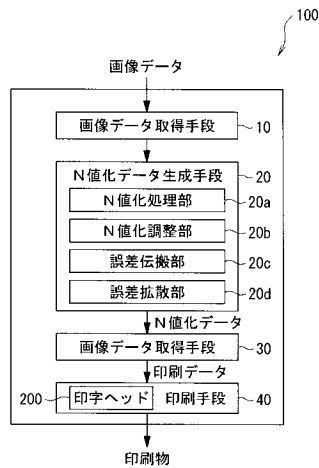 100
画像データ
画像データ取得手段 10
N値化データ生成手段 20
N値化処理部 20a
N値化調整部 20b
誤差伝搬部 20c
誤差拡散部 20d
N値化データ
画像データ取得手段 30
印刷データ
200 印字ヘッド 印刷手段 40
印刷物